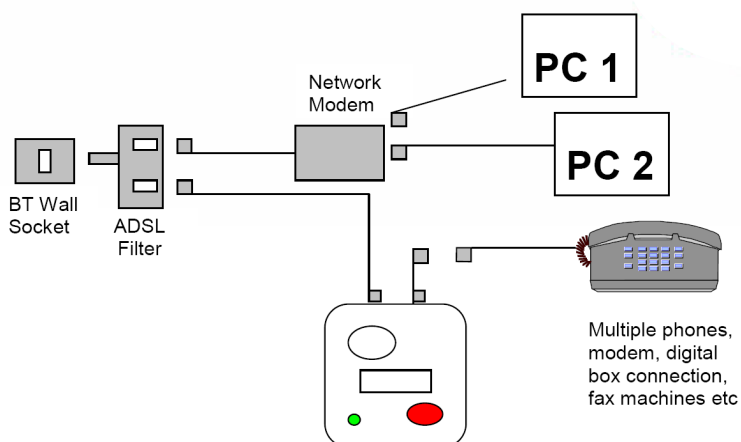 PC 1
Network
Modem
PC 2
BT Wall
Socket
ADSL
Filter
Multiple phones,
modem, digital
box connection,
fax machines etc